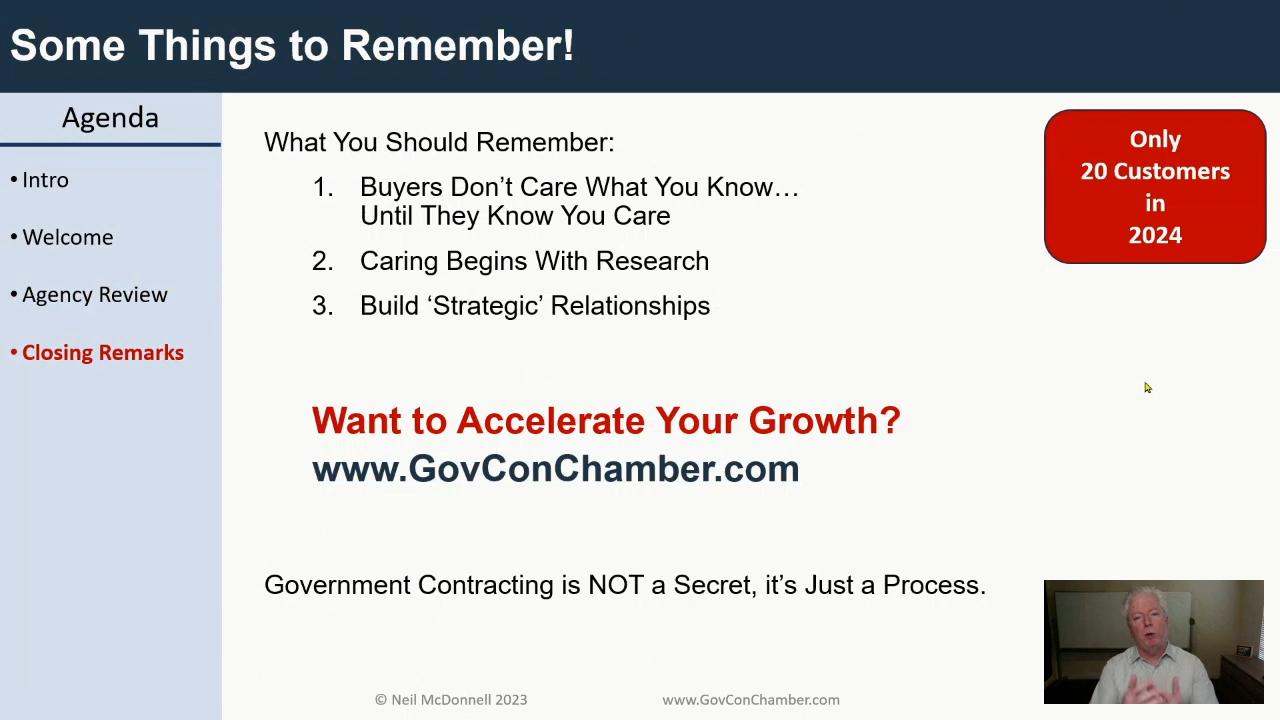 Some Things to Remember!
Agenda
• Intro
• Welcome
• Agency Review
• Closing Remarks
What You Should Remember:
1. Buyers Don’t Care What You Know…
Until They Know You Care
2. Caring Begins With Research
3. Build ‘Strategic’ Relationships
Want to Accelerate Your Growth?
www.GovConChamber.com
Government Contracting is NOT a Secret, it’s Just a Process.
Only
20 Customers
in
2024
© Neil McDonnell 2023
www.GovConChamber.com